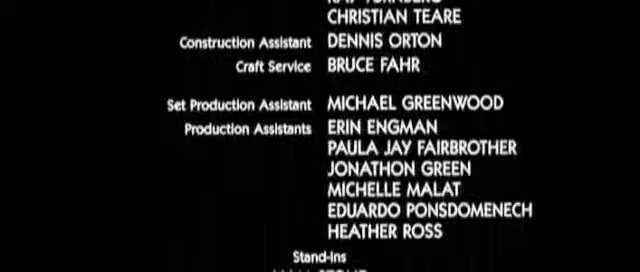 CHRISTIAN TEARE
Construction Assistant DENNIS ORTON
Craft Service BRUCE FAHR
Set Production Assistant MICHAEL GREENWOOD
Production Assistants ERIN ENGMAN
PAULA JAY FAIRBROTHER
JONATHON GREEN
MICHELLE MALAT
EDUARDO PONSDOMENECH
HEATHER ROSS
Stand-Ins